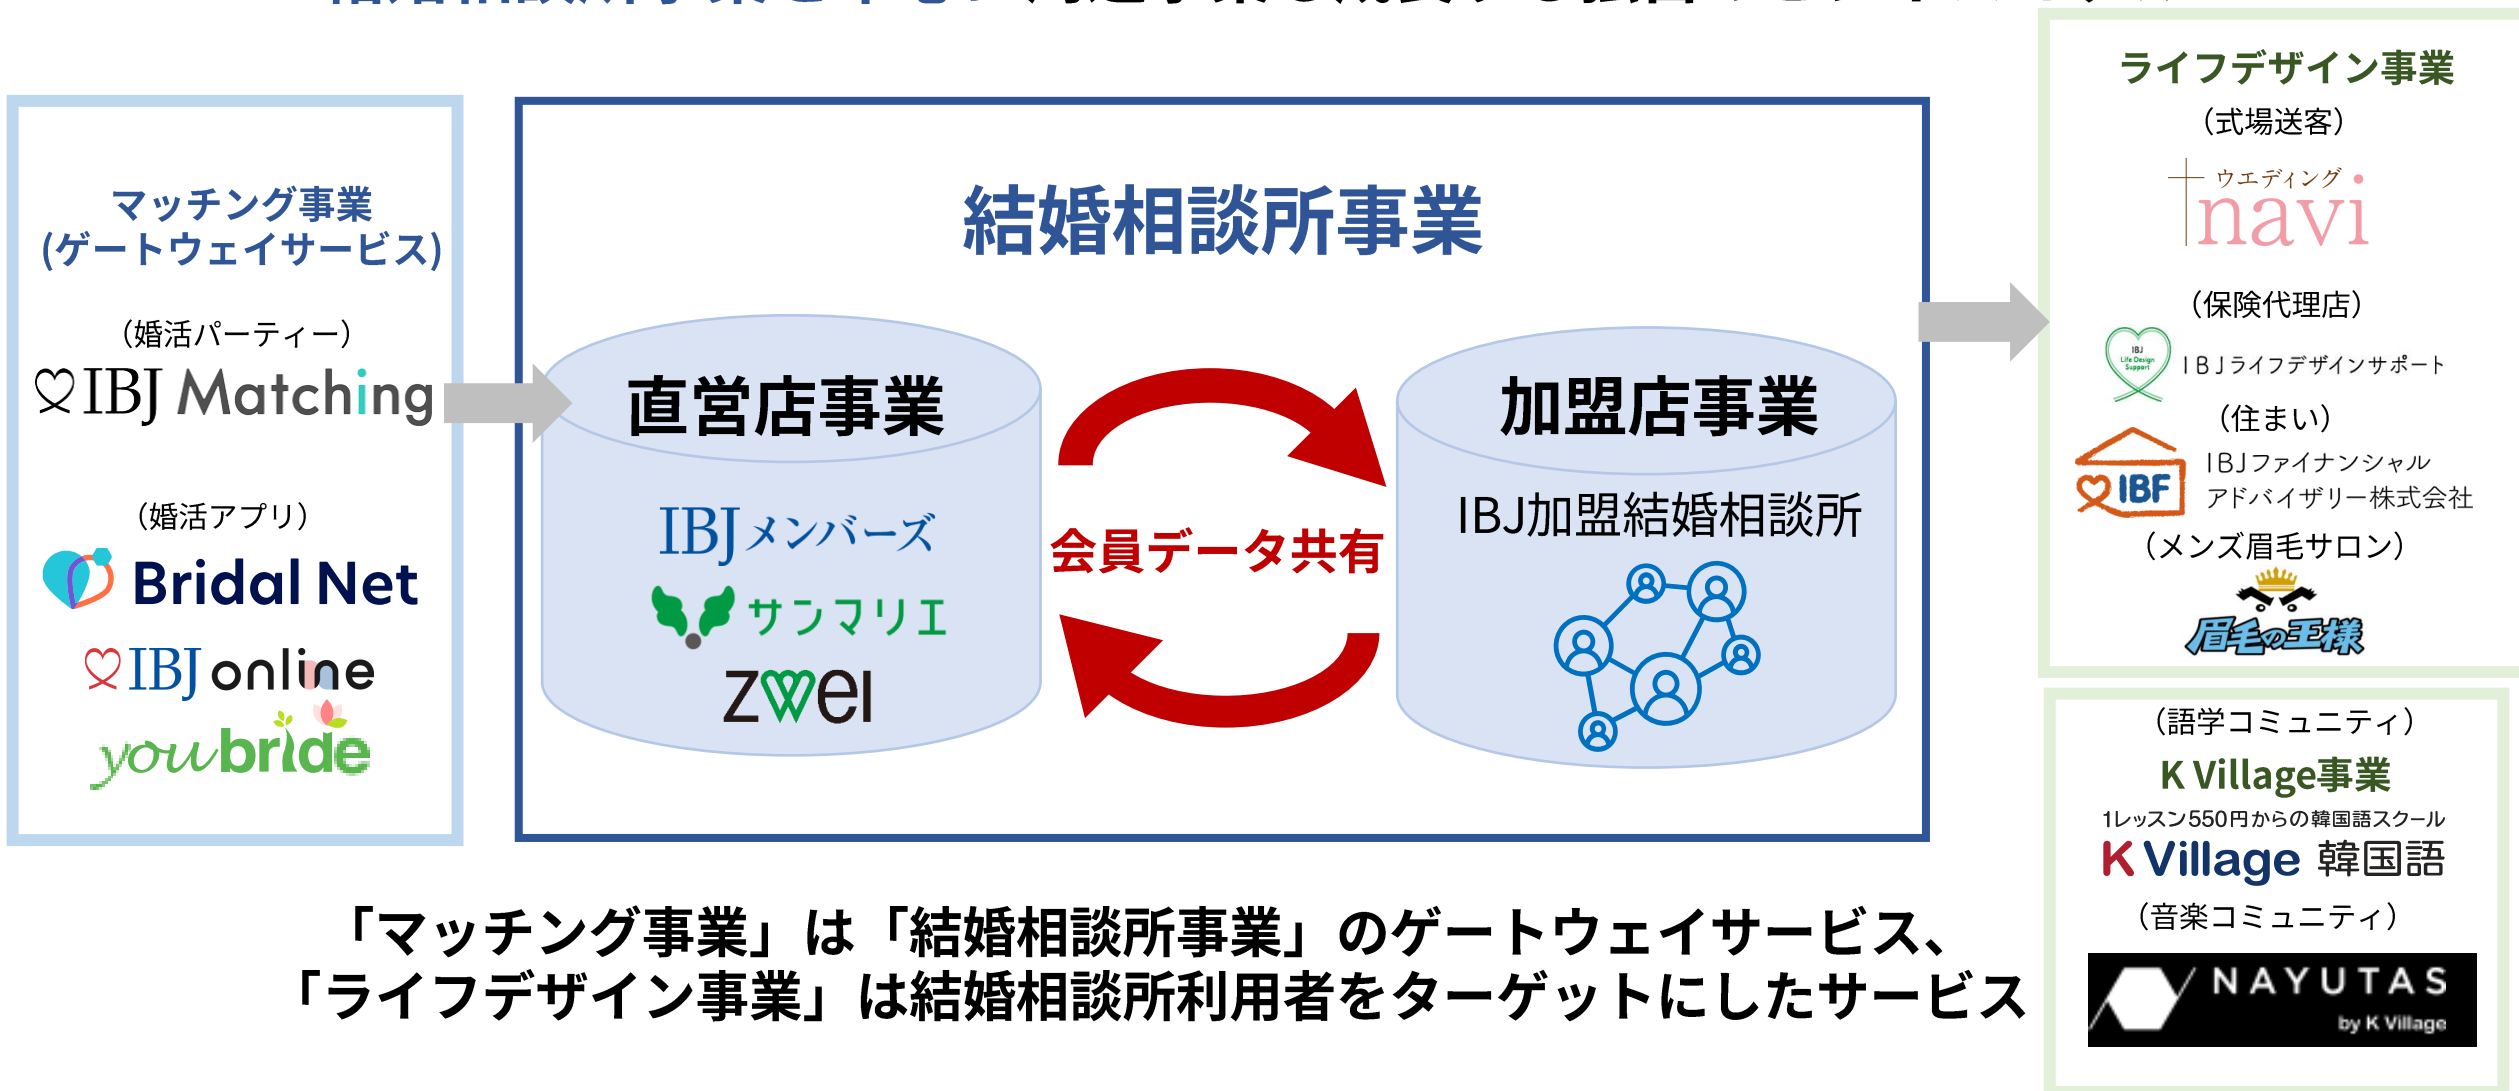 マッチング事業
(ゲートウェイサービス)
（婚活パーティー）
IBJ Matching
（婚活アプリ）
Bridal Net
IBJ online
youbride
結婚相談所事業
直営店事業
IBJメンバーズ
サンマリエ
zwei
会員データ共有
加盟店事業
IBJ加盟結婚相談所
ライフデザイン事業
（式場送客）
ウエディング
navi
（保険代理店）
IBJ
Life Design
Support
IBJライフデザインサポート
（住まい）
IBF
IBJファイナンシャル
アドバイザリー株式会社
（メンズ眉毛サロン）
眉毛の王様
（語学コミュニティ）
K Village事業
1レッスン550円からの韓国語スクール
K Village 韓国語
（音楽コミュニティ）
NAYUTAS
by K Village
「マッチング事業」は「結婚相談所事業」のゲートウェイサービス、
「ライフデザイン事業」は結婚相談所利用者をターゲットにしたサービス